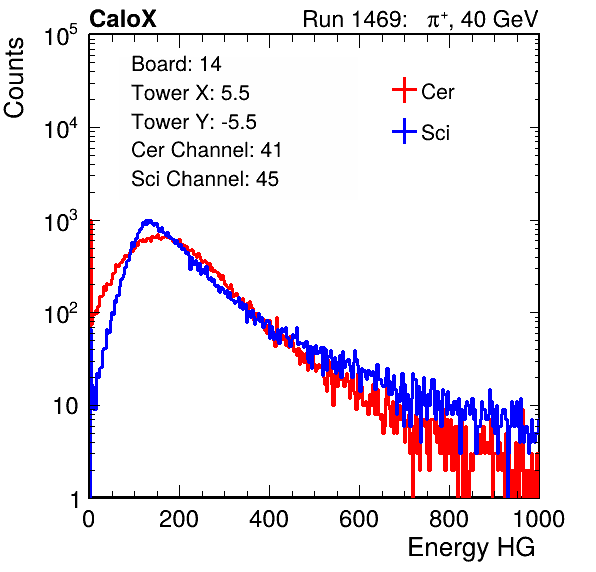 CaloX Run 1469: π⁺, 40 GeV
Counts
10⁵
10⁴
10³
10²
10
1
Board: 14
Tower X: 5.5
Tower Y: -5.5
Cer Channel: 41
Sci Channel: 45
Cer
Sci
0 200 400 600 800 1000
Energy HG